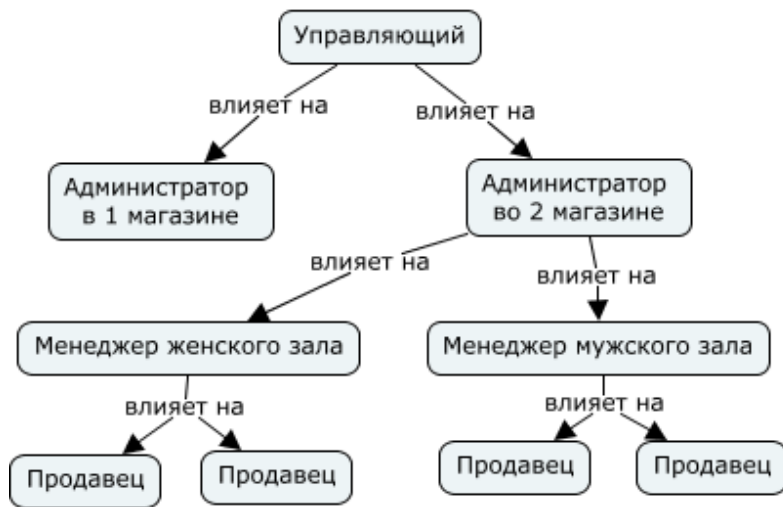 Управляющий
влияет на
влияет на
Администратор
в 1 магазине
Администратор
во 2 магазине
влияет на
влияет на
Менеджер женского зала
Менеджер мужского зала
влияет на
влияет на
Продавец
Продавец
Продавец
Продавец